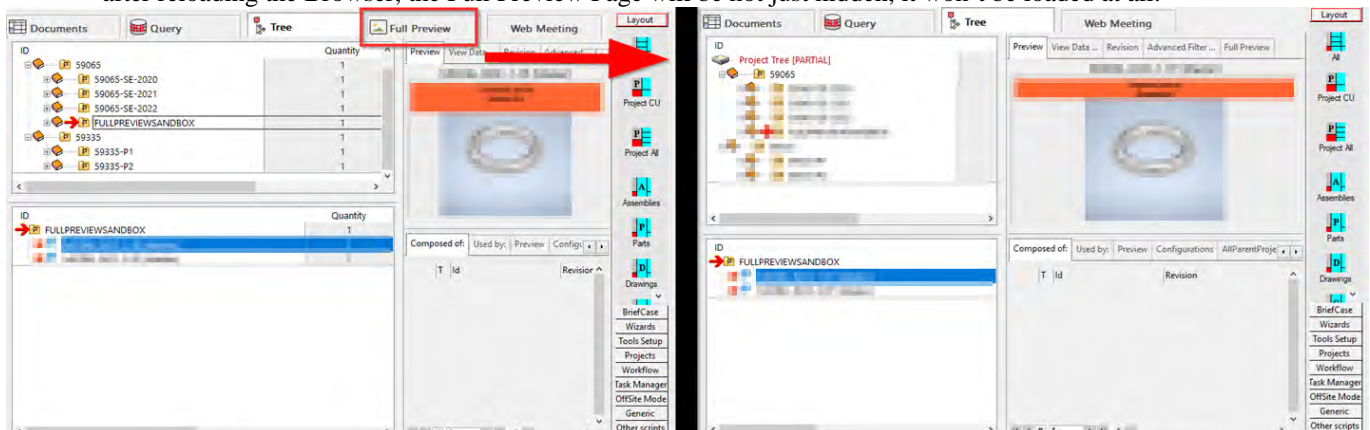 after reloading the Browser, the Full Preview Page will be not just hidden, it won't be loaded at all.
Documents Query Tree Full Preview Web Meeting Layout
ID Quantity
59065 1
59065-SE-2020 1
59065-SE-2021 1
59065-SE-2022 1
FULLPREVIEWSANDBOX 1
59335 1
59335-P1 1
59335-P2 1
Preview View Data Revision Advanced
ID Quantity
FULLPREVIEWSANDBOX 1
Composed of: Used by: Preview Configu
T Id Revisior
All
Project CU
Project All
Assemblies
Parts
Drawings
BriefCase
Wizards
Tools Setup
Projects
Workflow
Task Manager
OffSite Mode
Generic
Other scripts
Documents Query Tree Web Meeting Layout
ID
Project Tree [PARTIAL]
59065
Preview View Data ... Revision Advanced Filter ... Full Preview
ID
FULLPREVIEWSANDBOX
Composed of: Used by: Preview Configurations AllParentProje
T Id Revision
All
Project CU
Project All
Assemblies
Parts
Drawings
BriefCase
Wizards
Tools Setup
Projects
Workflow
Task Manager
OffSite Mode
Generic
Other scripts